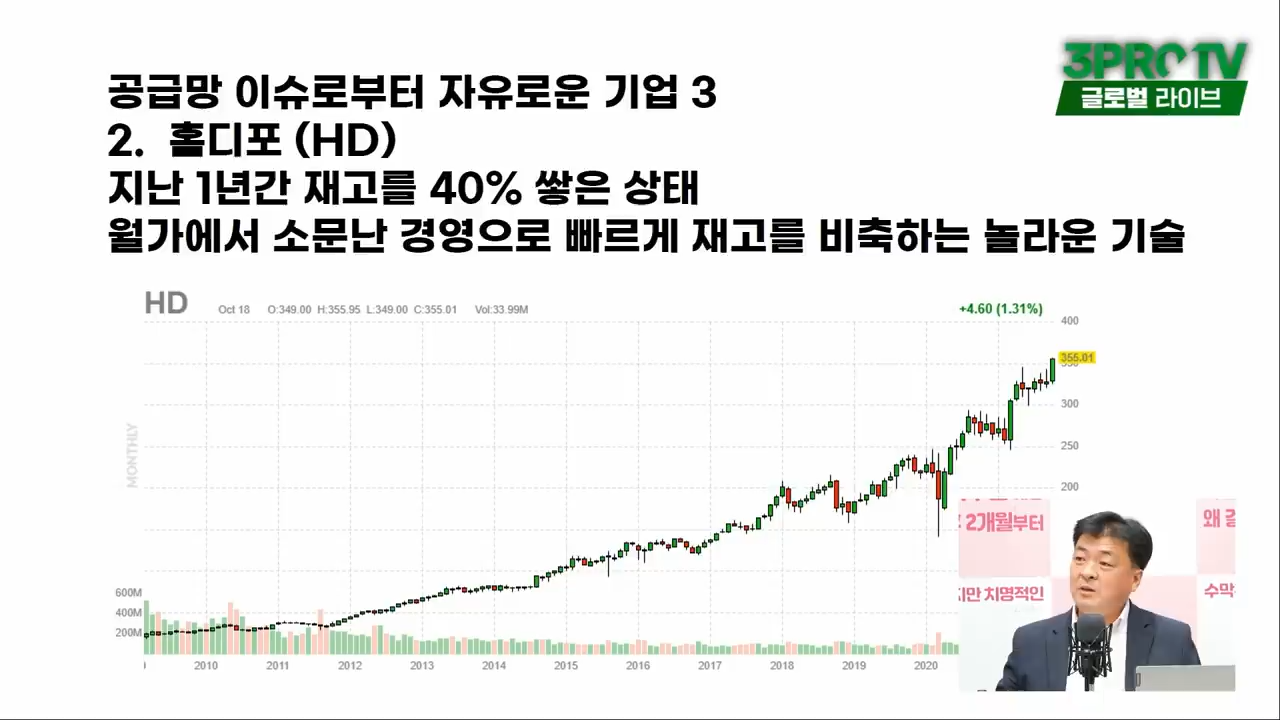 3PROTV
글로벌 라이브
공급망 이슈로부터 자유로운 기업 3
2. 홈디포 (HD)
지난 1년간 재고를 40% 쌓은 상태
월가에서 소문난 경영으로 빠르게 재고를 비축하는 놀라운 기술
HD Oct 18 O:349.00 H:355.95 L:349.00 C:355.01 Vol:33.99M +4.60 (1.31%)
400
355.01
350
300
250
200
MONTHLY
600M
400M
200M
2010 2011 2012 2013 2014 2015 2016 2017 2018 2019 2020
2개월부터
왜
지만 치명적인
수막